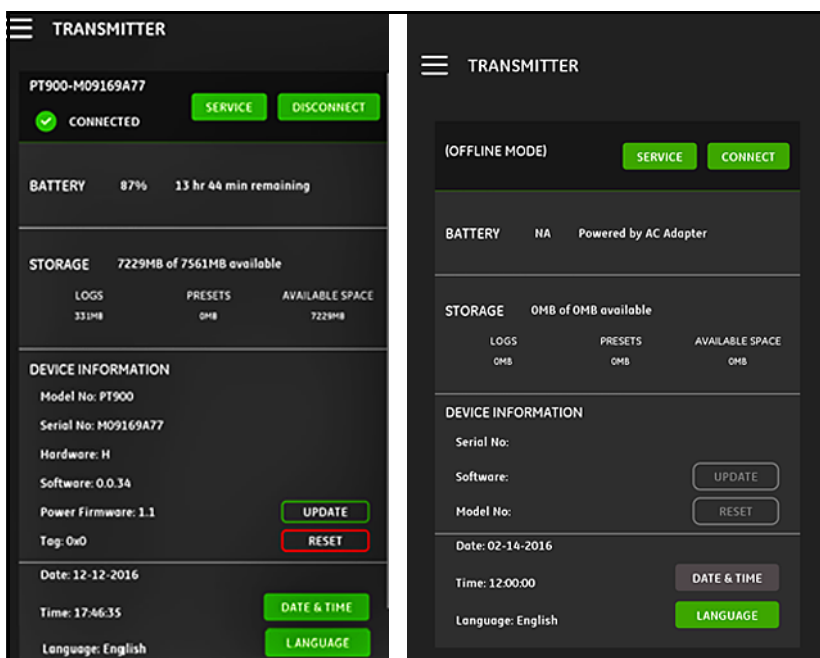 TRANSMITTER
PT900-M09169A77
SERVICE DISCONNECT
CONNECTED
BATTERY 87% 13 hr 44 min remaining
STORAGE 7229MB of 7561MB available
LOGS PRESETS AVAILABLE SPACE
331MB 0MB 7229MB
DEVICE INFORMATION
Model No: PT900
Serial No: M09169A77
Hardware: H
Software: 0.0.34
Power Firmware: 1.1 UPDATE
Tag: 0x0 RESET
Date: 12-12-2016
Time: 17:46:35 DATE & TIME
Language: English LANGUAGE
TRANSMITTER
(OFFLINE MODE) SERVICE CONNECT
BATTERY NA Powered by AC Adapter
STORAGE 0MB of 0MB available
LOGS PRESETS AVAILABLE SPACE
0MB 0MB 0MB
DEVICE INFORMATION
Serial No:
Software: UPDATE
Model No: RESET
Date: 02-14-2016
Time: 12:00:00 DATE & TIME
Language: English LANGUAGE